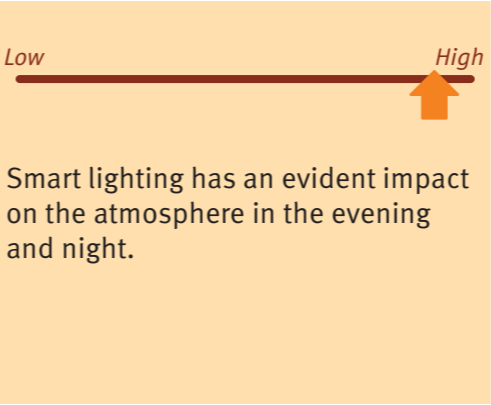 Low High
Smart lighting has an evident impact
on the atmosphere in the evening
and night.